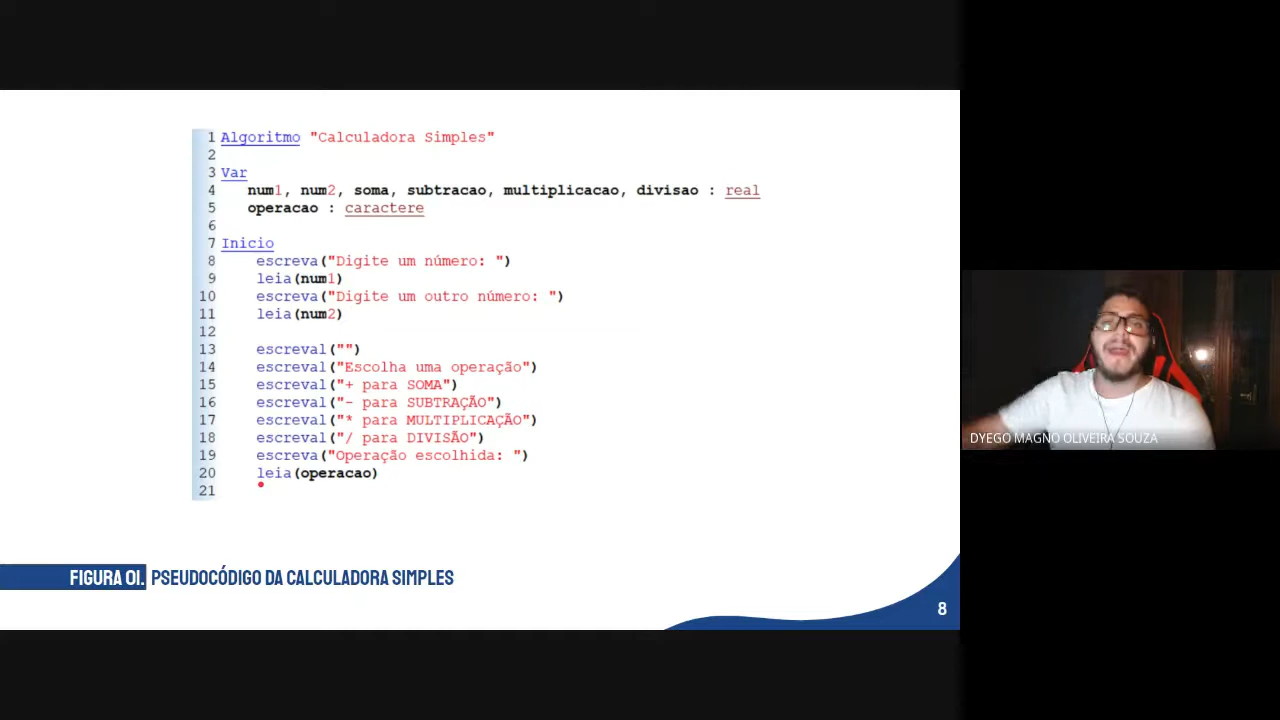 1 Algoritmo "Calculadora Simples"
2
3 Var
4 num1, num2, soma, subtracao, multiplicacao, divisao : real
5 operacao : caractere
6
7 Inicio
8 escreva("Digite um número: ")
9 leia(num1)
10 escreva("Digite um outro número: ")
11 leia(num2)
12
13 escreval("")
14 escreval("Escolha uma operação")
15 escreval("+ para SOMA")
16 escreval("- para SUBTRAÇÃO")
17 escreval("* para MULTIPLICAÇÃO")
18 escreval("/ para DIVISÃO")
19 escreva("Operação escolhida: ")
20 leia(operacao)
21
FIGURA 01. PSEUDOCÓDIGO DA CALCULADORA SIMPLES
8
DYEGO MAGNO OLIVEIRA SOUZA